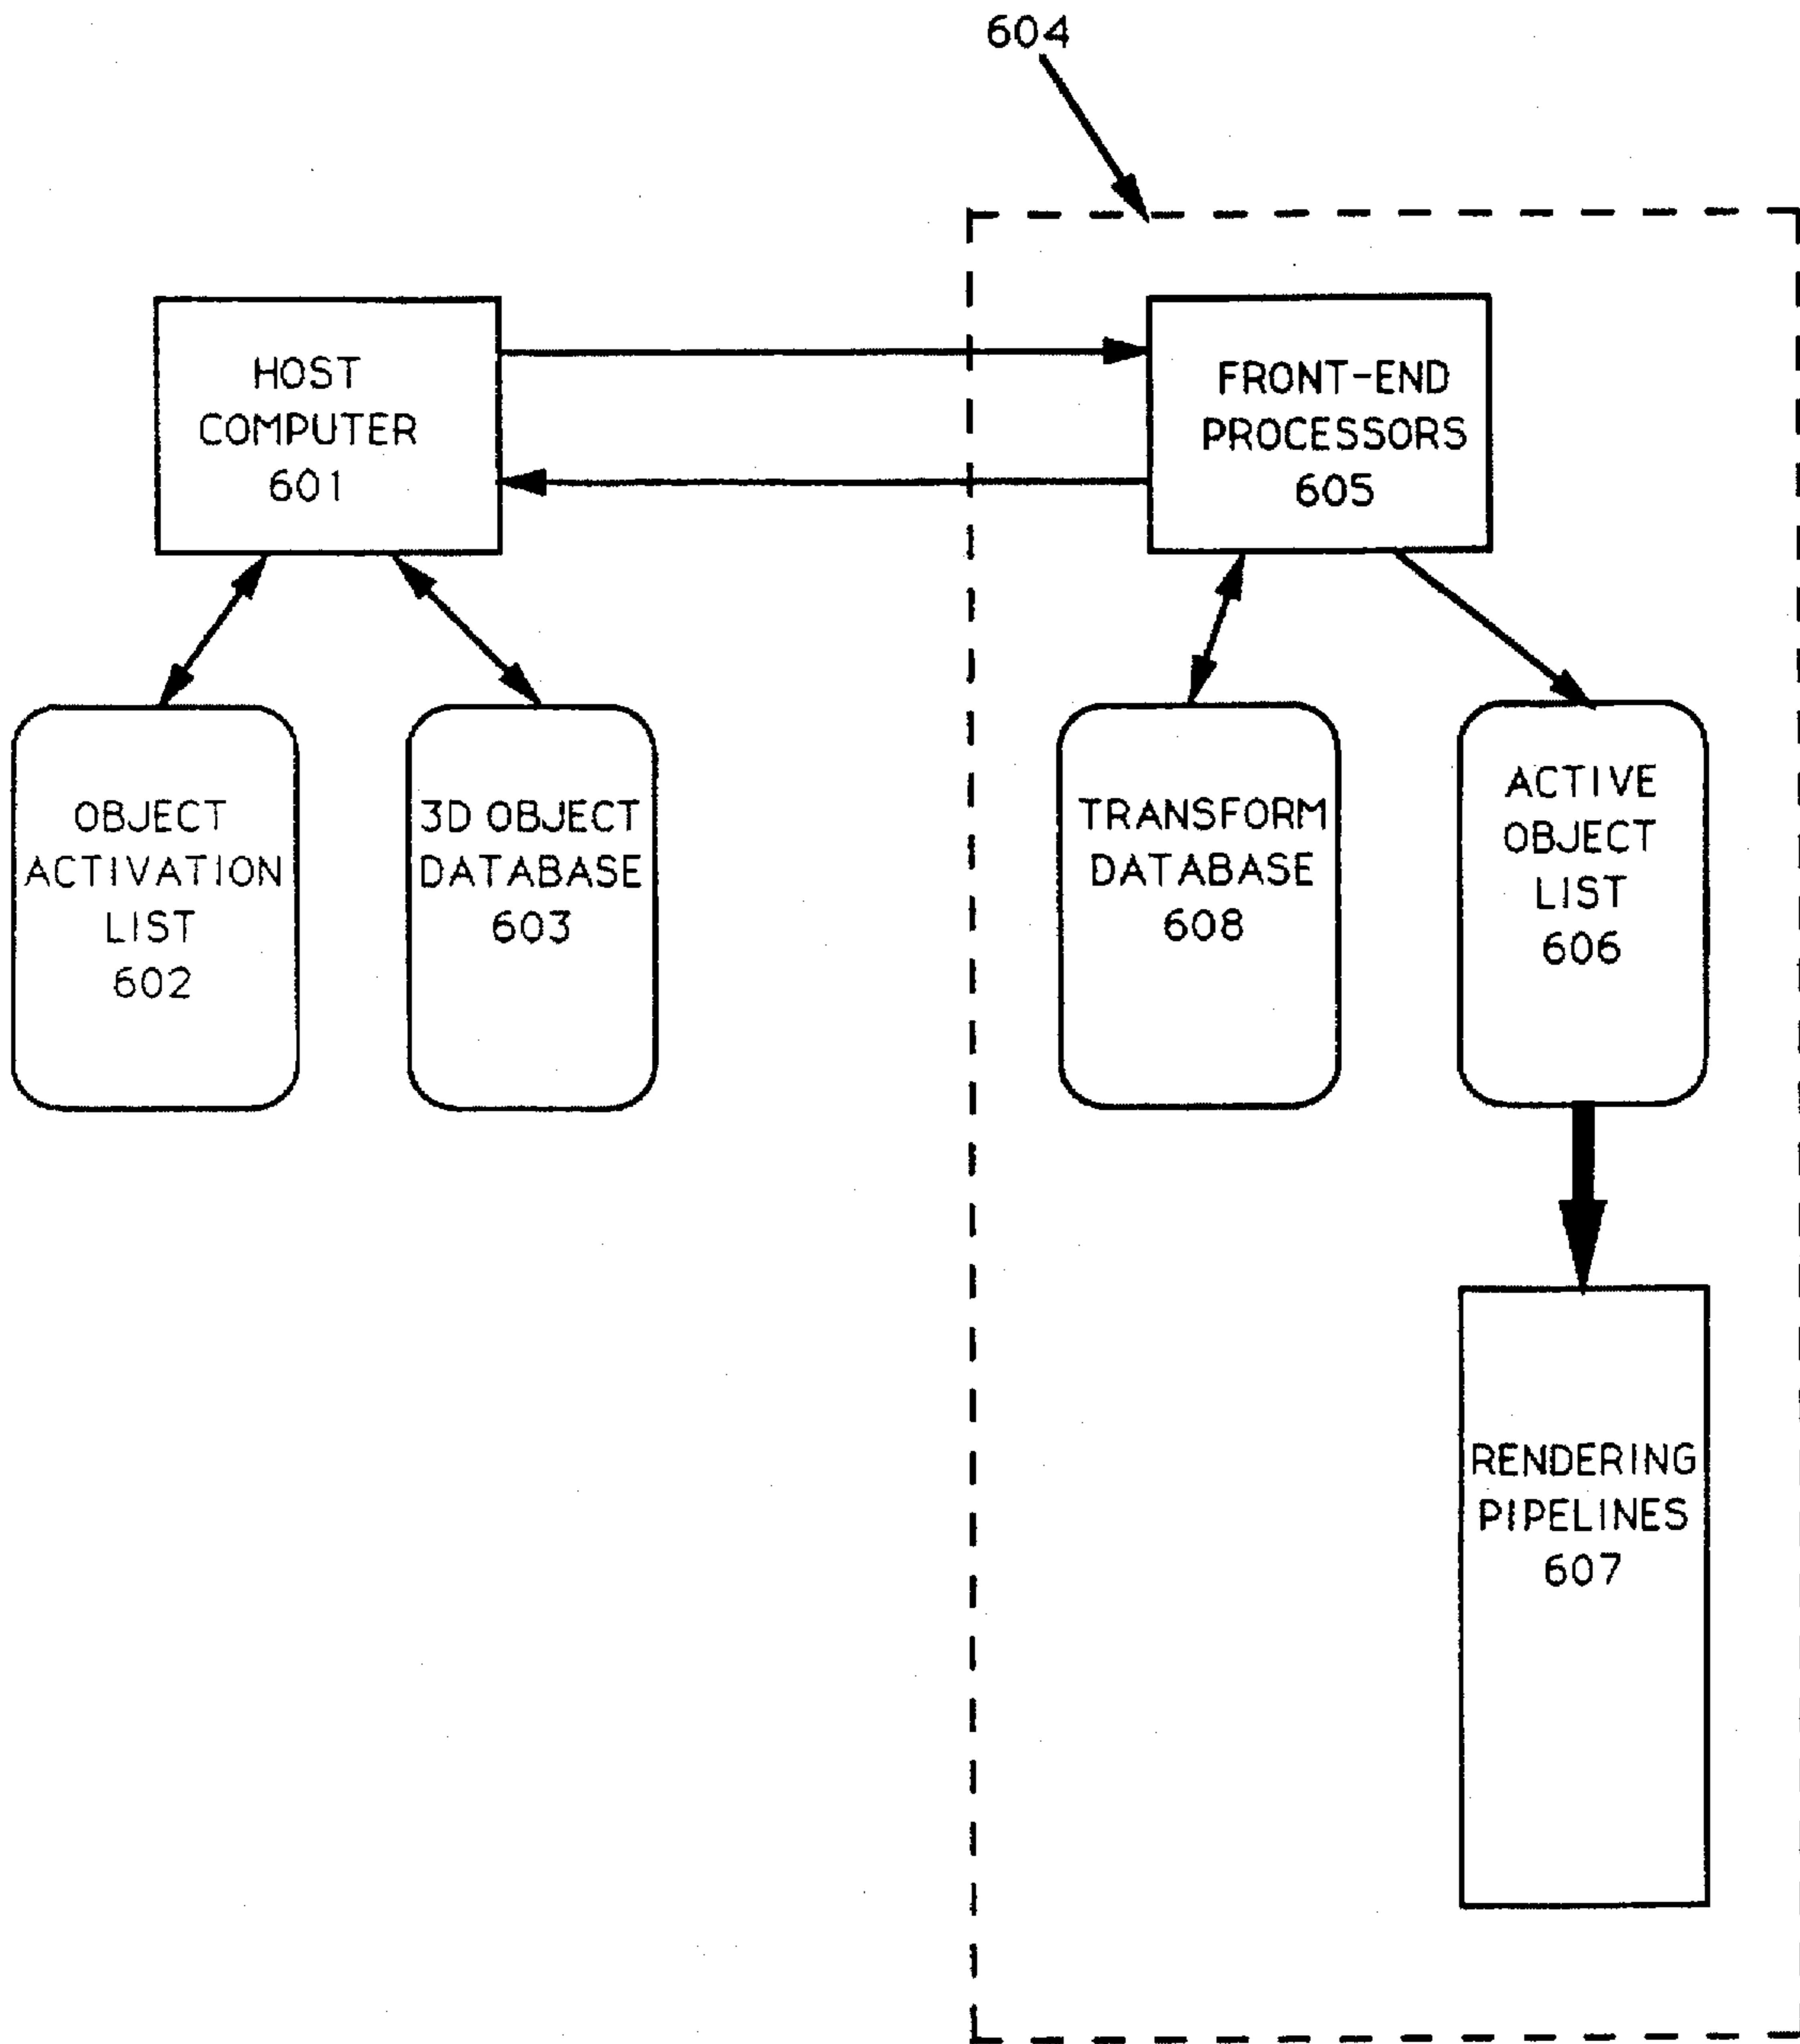 604
HOST
COMPUTER
601
FRONT-END
PROCESSORS
605
OBJECT
ACTIVATION
LIST
602
3D OBJECT
DATABASE
603
TRANSFORM
DATABASE
608
ACTIVE
OBJECT
LIST
606
RENDERING
PIPELINES
607